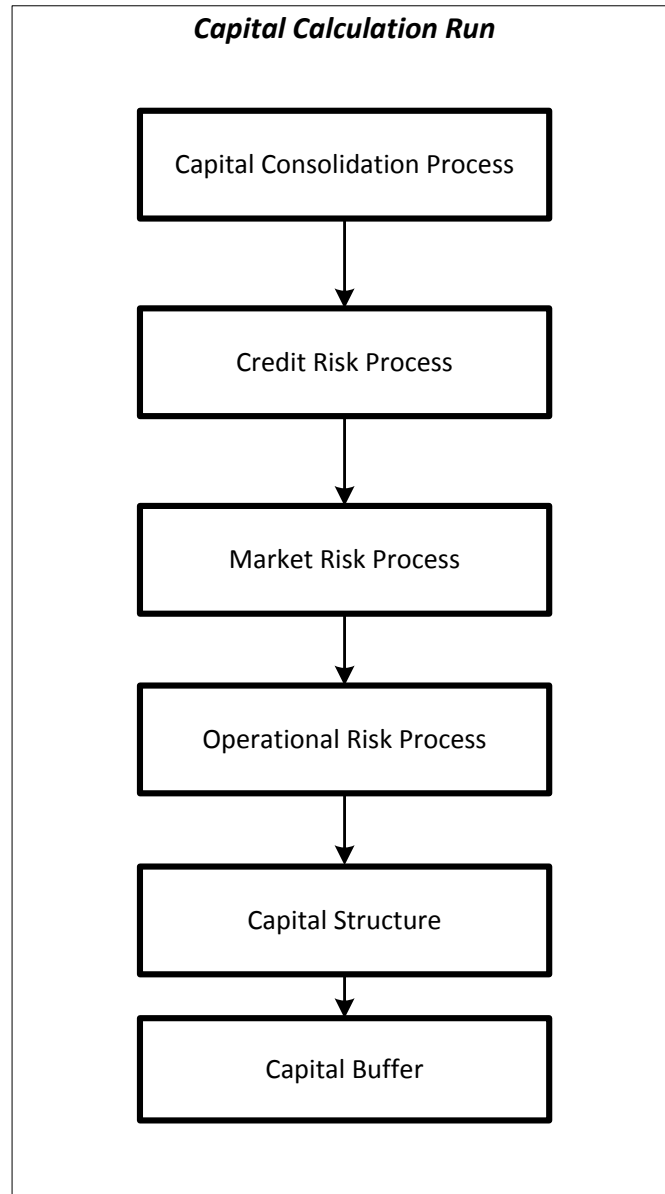 Capital Calculation Run
Capital Consolidation Process
Credit Risk Process
Market Risk Process
Operational Risk Process
Capital Structure
Capital Buffer